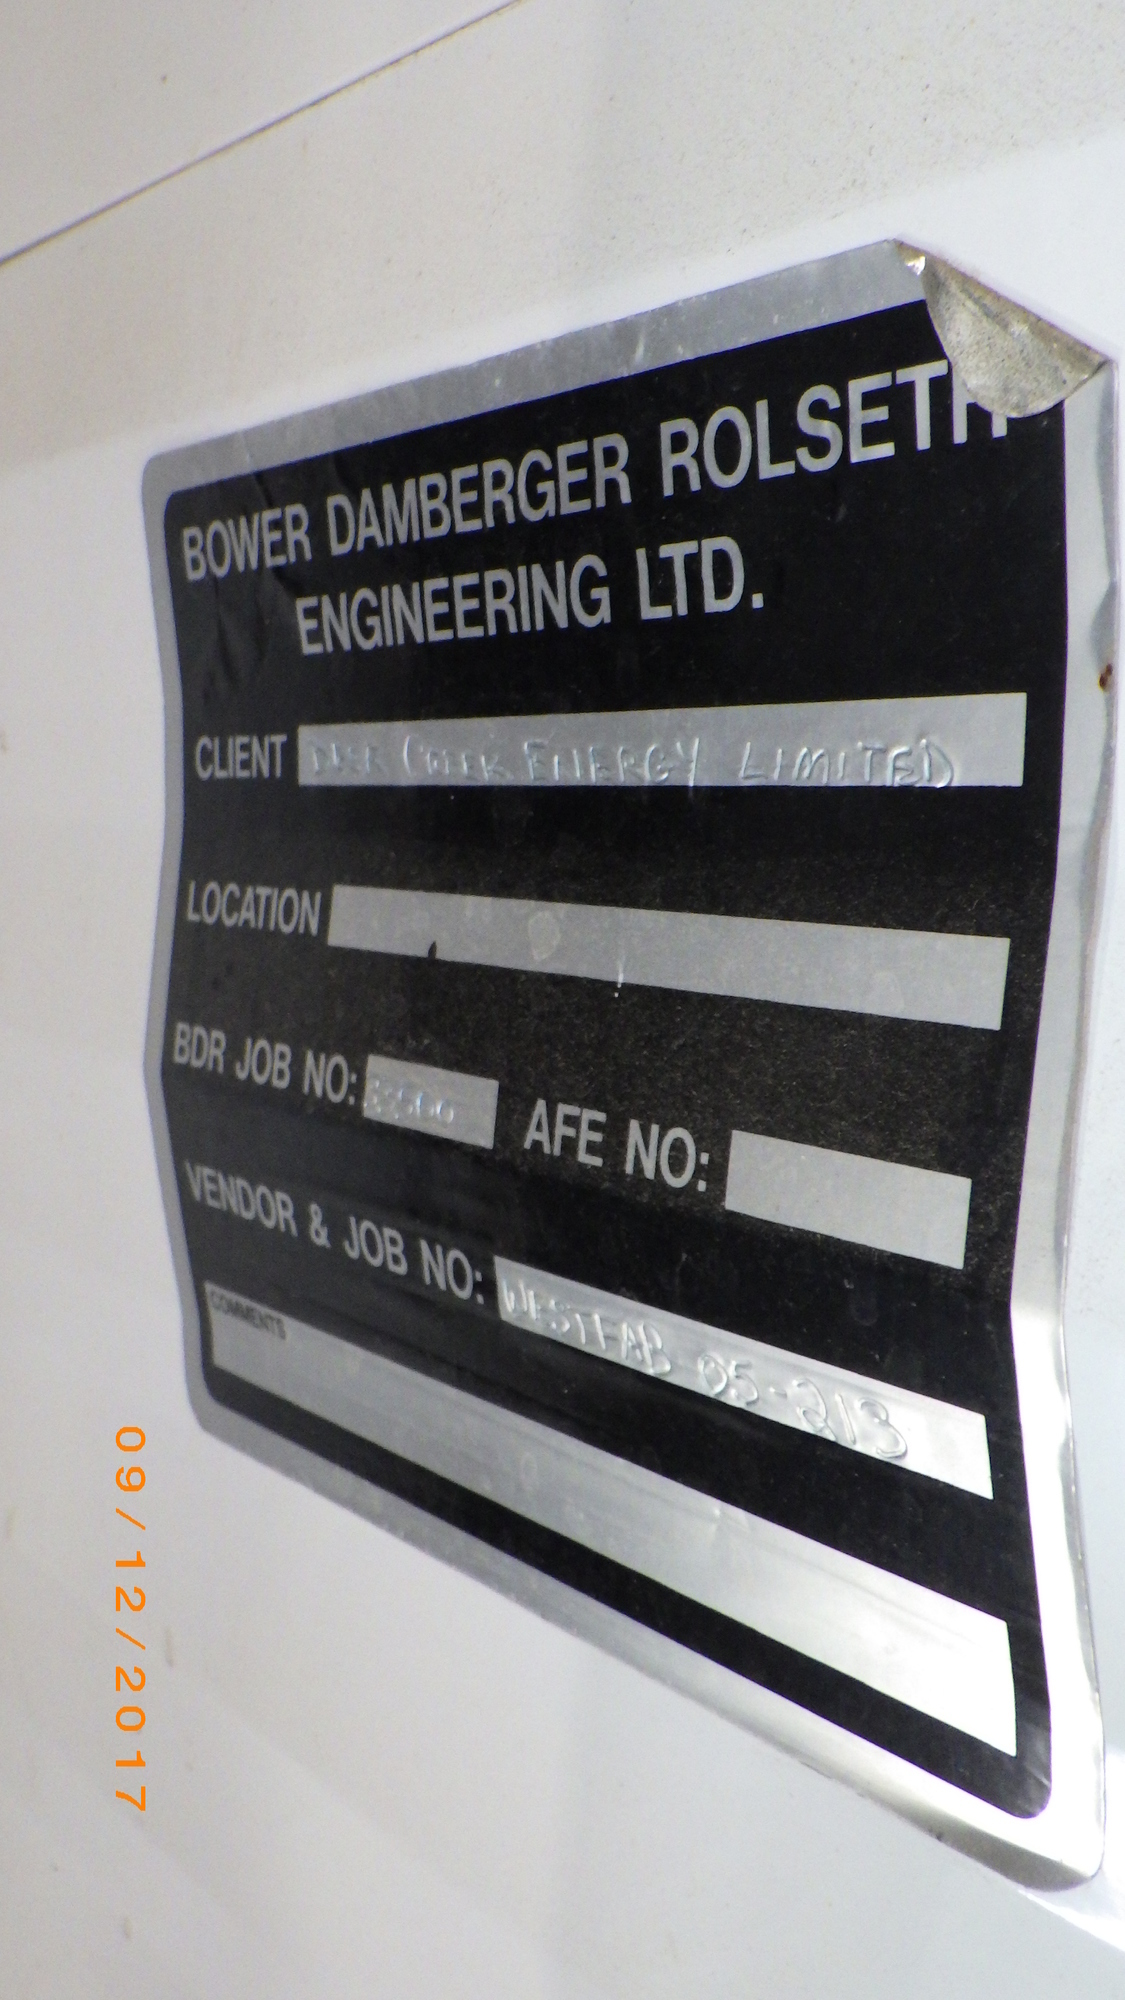 BOWER DAMBERGER ROLSETH
ENGINEERING LTD.
CLIENT ENERGY LIMITED
LOCATION
BDR JOB NO: AFE NO:
VENDOR & JOB NO: WESTFAB 05-213
COMMENTS
09/12/2017